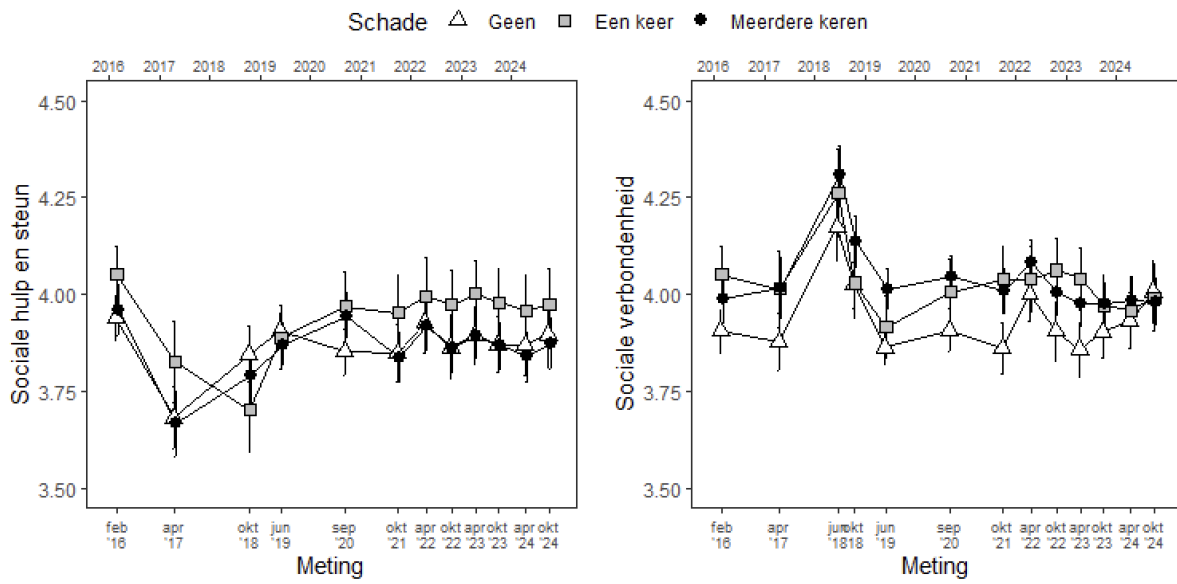 Schade Geen Een keer Meerdere keren
2016 2017 2018 2019 2020 2021 2022 2023 2024
4.50
4.25
4.00
3.75
3.50
Sociale hulp en steun
feb apr okt jun sep okt apr okt apr okt apr okt
'16 '17 '18 '19 '20 '21 '22 '22 '23 '23 '24 '24
Meting
2016 2017 2018 2019 2020 2021 2022 2023 2024
4.50
4.25
4.00
3.75
3.50
Sociale verbondenheid
feb apr jun okt jun sep okt apr okt apr okt apr okt
'16 '17 '18 '18 '19 '20 '21 '22 '22 '23 '23 '24 '24
Meting